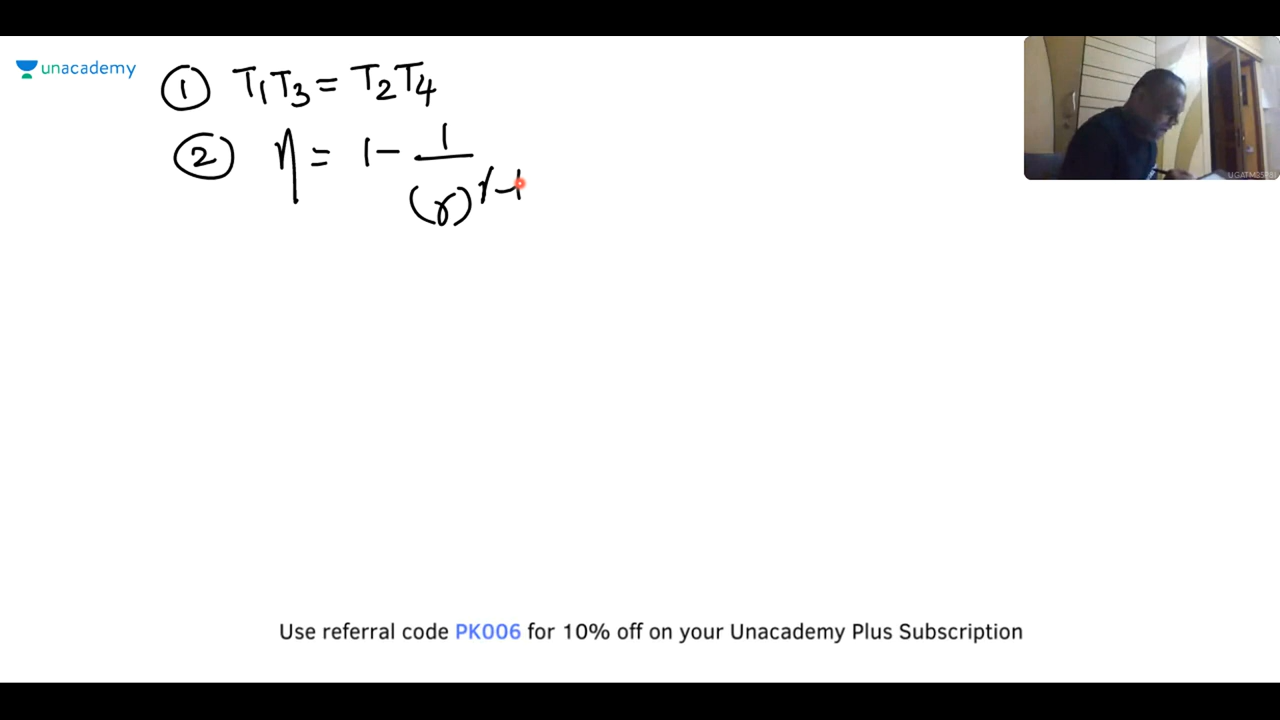 unacademy
① T₁T₃ = T₂T₄
② η = 1 - 1/(r)^(γ-1)
UGATM35981
Use referral code PK006 for 10% off on your Unacademy Plus Subscription